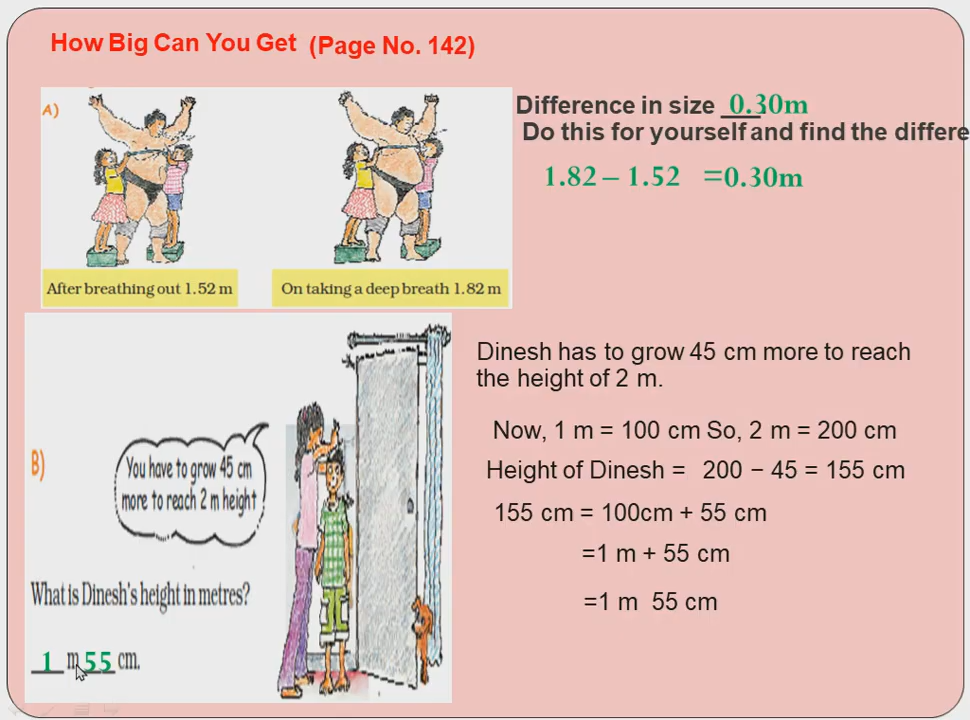 How Big Can You Get (Page No. 142)
A)
Difference in size 0.30m
Do this for yourself and find the differe
1.82 – 1.52 =0.30m
After breathing out 1.52 m
On taking a deep breath 1.82 m
Dinesh has to grow 45 cm more to reach
the height of 2 m.
Now, 1 m = 100 cm So, 2 m = 200 cm
Height of Dinesh = 200 − 45 = 155 cm
155 cm = 100cm + 55 cm
=1 m + 55 cm
=1 m 55 cm
B)
You have to grow 45 cm
more to reach 2 m height
What is Dinesh's height in metres?
1 m 55 cm.